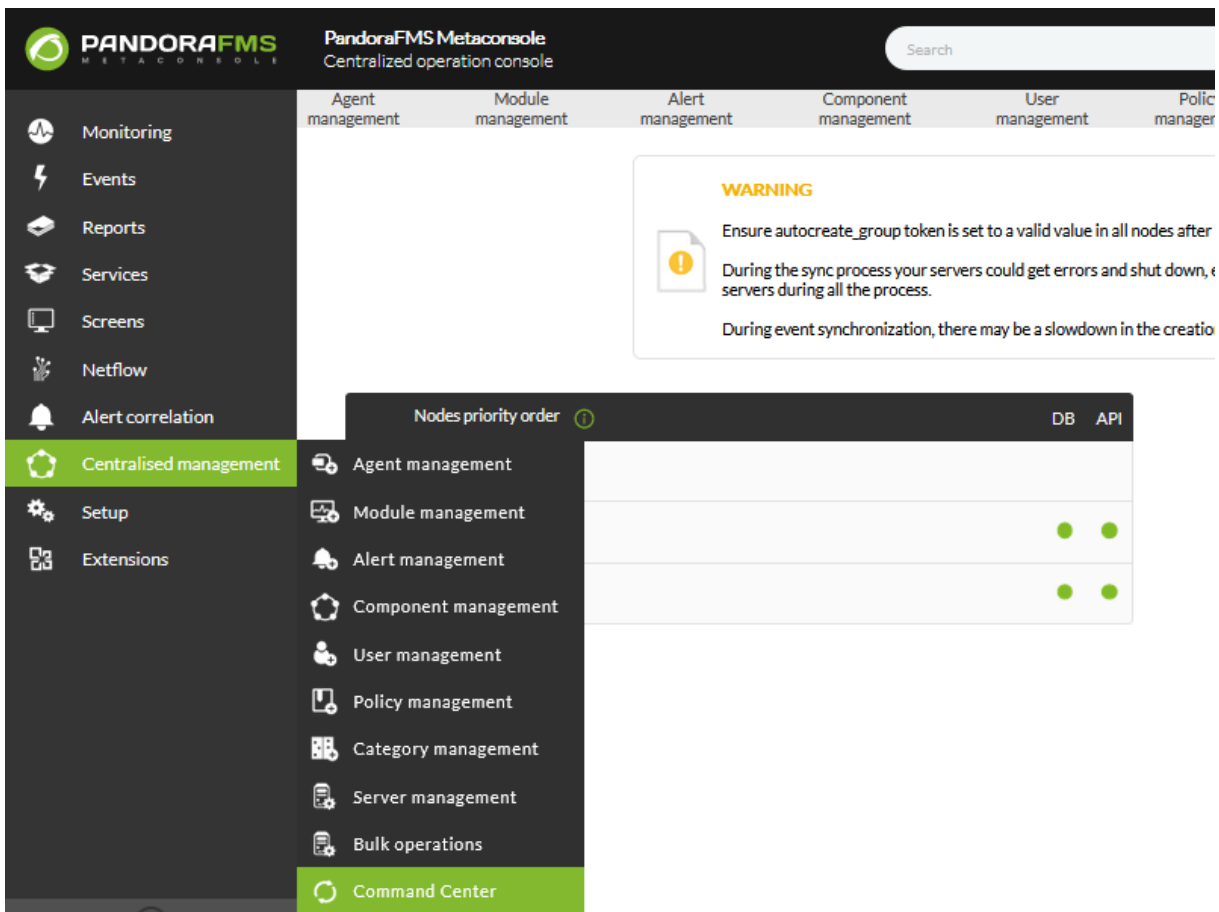 PANDORAFMS
METACONSOLE
PandoraFMS Metaconsole
Centralized operation console
Search
Agent management
Module management
Alert management
Component management
User management
management
Monitoring
Events
Reports
Services
Screens
Netflow
Alert correlation
Centralised management
Setup
Extensions
WARNING
Ensure autocreate_group token is set to a valid value in all nodes after
During the sync process your servers could get errors and shut down,
servers during all the process.
During event synchronization, there may be a slowdown in the
Nodes priority order
DB API
Agent management
Module management
Alert management
Component management
User management
Policy management
Category management
Server management
Bulk operations
Command Center